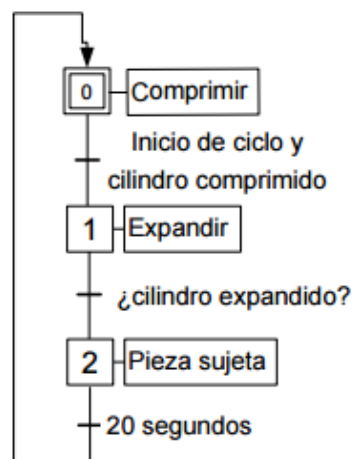 0 Comprimir
Inicio de ciclo y
cilindro comprimido
1 Expandir
¿cilindro expandido?
2 Pieza sujeta
20 segundos